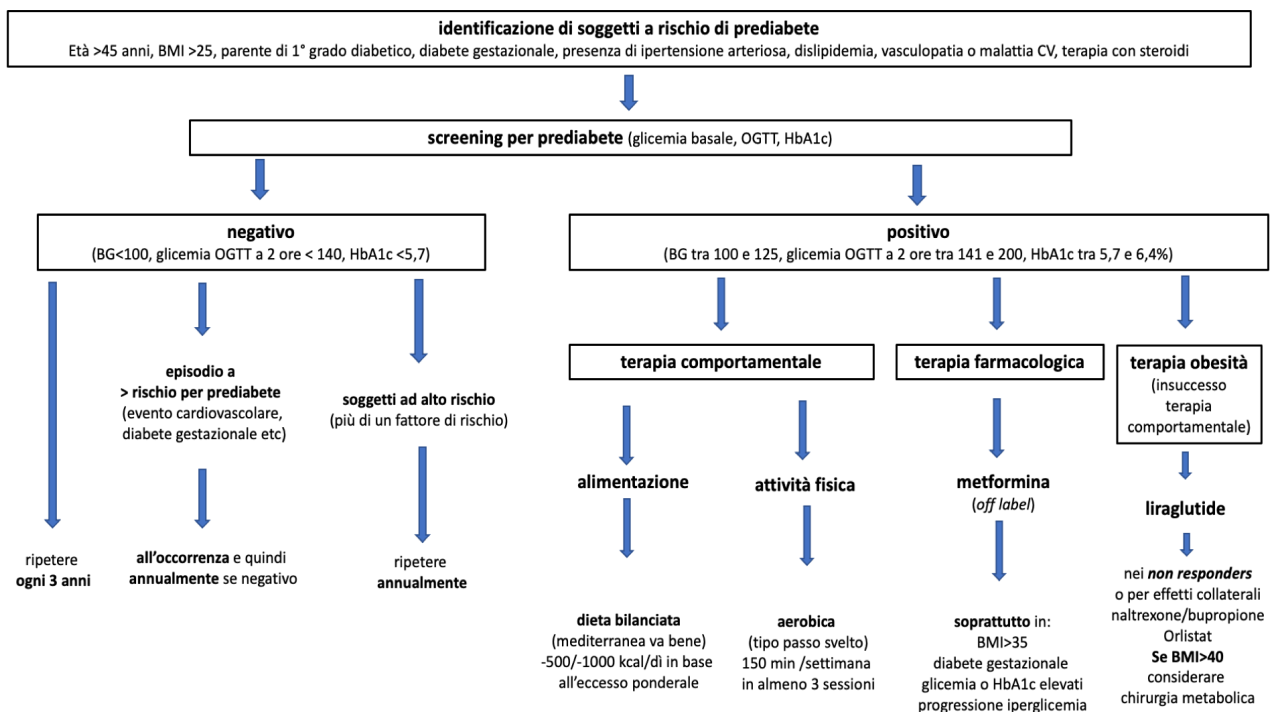 identificazione di soggetti a rischio di prediabete
Età >45 anni, BMI >25, parente di 1° grado diabetico, diabete gestazionale, presenza di ipertensione arteriosa, dislipidemia, vasculopatia o malattia CV, terapia con steroidi
screening per prediabete (glicemia basale, OGTT, HbA1c)
negativo
(BG<100, glicemia OGTT a 2 ore < 140, HbA1c <5,7)
positivo
(BG tra 100 e 125, glicemia OGTT a 2 ore tra 141 e 200, HbA1c tra 5,7 e 6,4%)
ripetere
ogni 3 anni
episodio a
> rischio per prediabete
(evento cardiovascolare,
diabete gestazionale etc)
all'occorrenza e quindi
annualmente se negativo
soggetti ad alto rischio
(più di un fattore di rischio)
ripetere
annualmente
terapia comportamentale
alimentazione
dieta bilanciata
(mediterranea va bene)
-500/-1000 kcal/dì in base
all'eccesso ponderale
attività fisica
aerobica
(tipo passo svelto)
150 min /settimana
in almeno 3 sessioni
terapia farmacologica
metformina
(off label)
soprattutto in:
BMI>35
diabete gestazionale
glicemia o HbA1c elevati
progressione iperglicemia
terapia obesità
(insuccesso
terapia
comportamentale)
liraglutide
nei non responders
o per effetti collaterali
naltrexone/bupropione
Orlistat
Se BMI>40
considerare
chirurgia metabolica